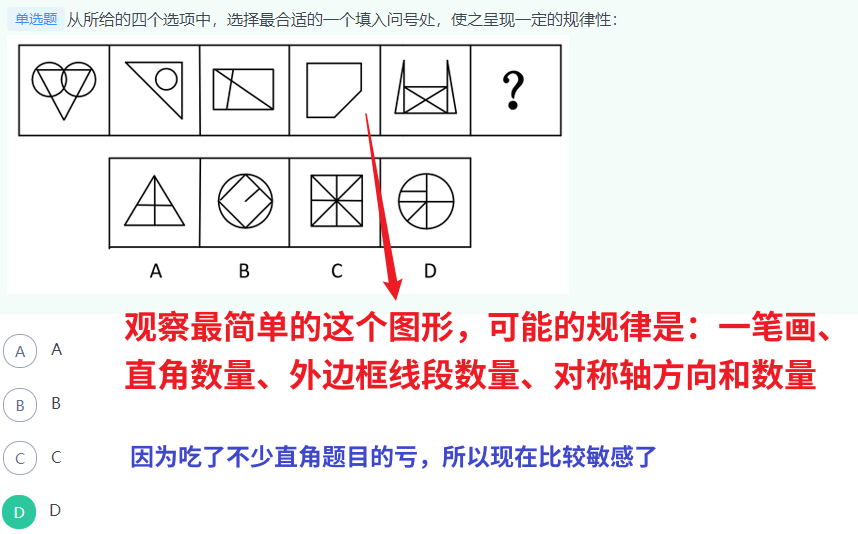 单选题 从所给的四个选项中，选择最合适的一个填入问号处，使之呈现一定的规律性：
?
A B C D
观察最简单的这个图形，可能的规律是：一笔画、
直角数量、外边框线段数量、对称轴方向和数量
A A
B B
因为吃了不少直角题目的亏，所以现在比较敏感了
C C
D D